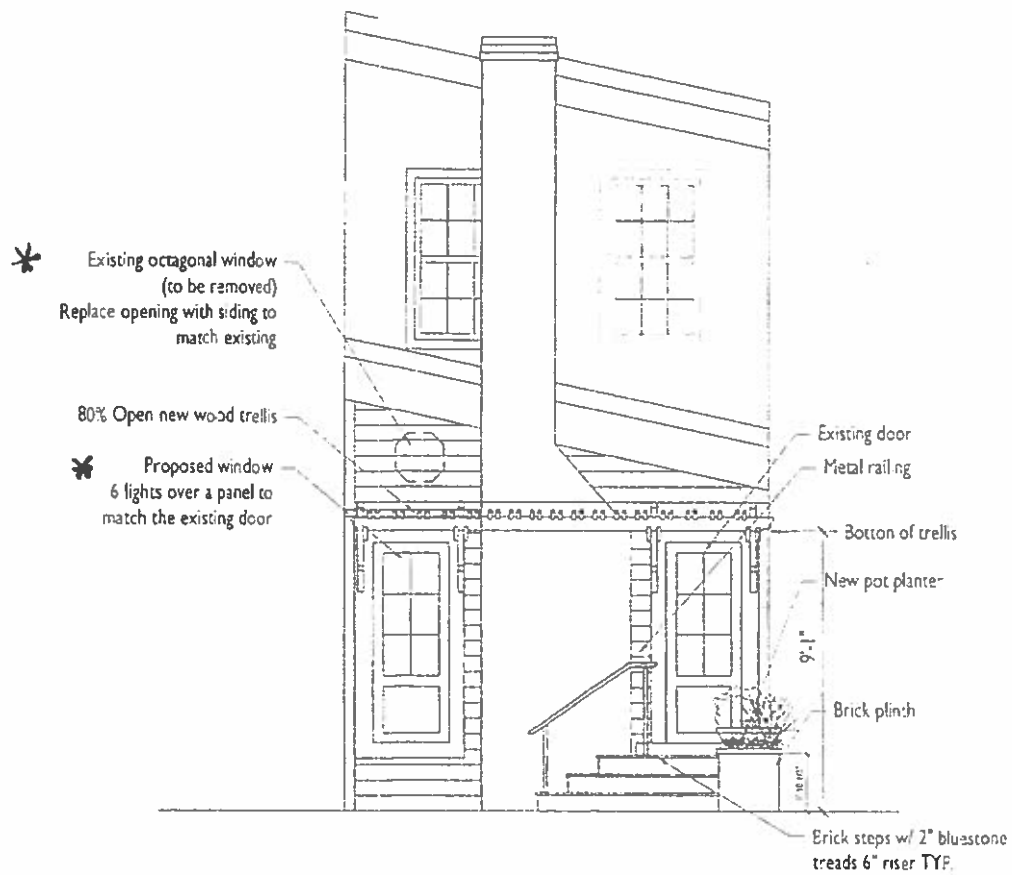 Existing octagonal window
(to be removed)
Replace opening with siding to
match existing
80% Open new wood trellis
Proposed window
6 lights over a panel to
match the existing door
Existing door
Metal railing
Botton of trellis
New pot planter
9'-1"
Brick plinth
Brick steps w/ 2" bluestone
treads 6" riser TYP.